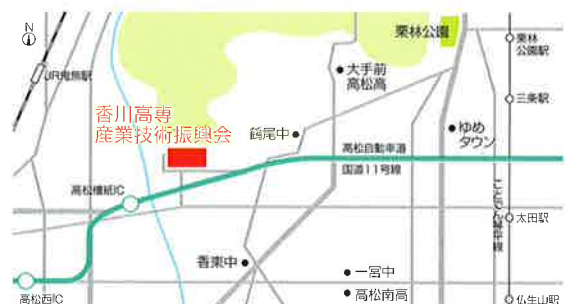 N
栗林公園
栗林
公園駅
JR鬼無駅
大手前
高松高
三条駅
香川高専
産業技術振興会
鶴尾中
ゆめ
タウン
高松自動車道
国道11号線
高松檀紙IC
ことでん琴平線
太田駅
香東中
一宮中
高松南高
高松西IC
仏生山駅